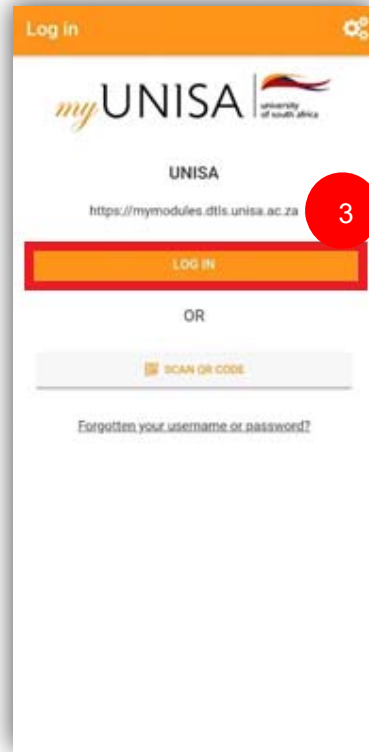 Log in
myUNISA
university
of south africa
UNISA
https://mymodules.dtls.unisa.ac.za
3
LOG IN
OR
SCAN QR CODE
Forgotten your username or password?